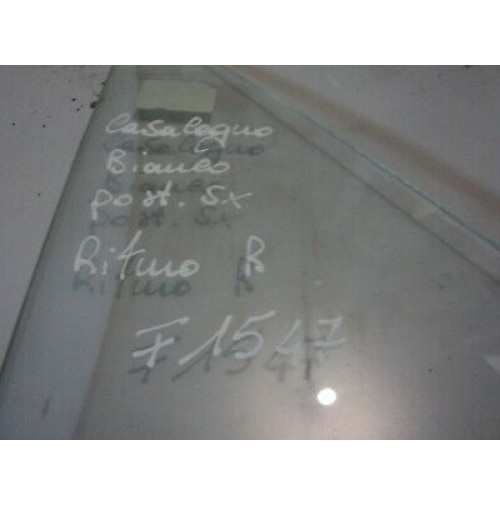 Casalegno
Bianco
post. sx
Ritmo R
F1547